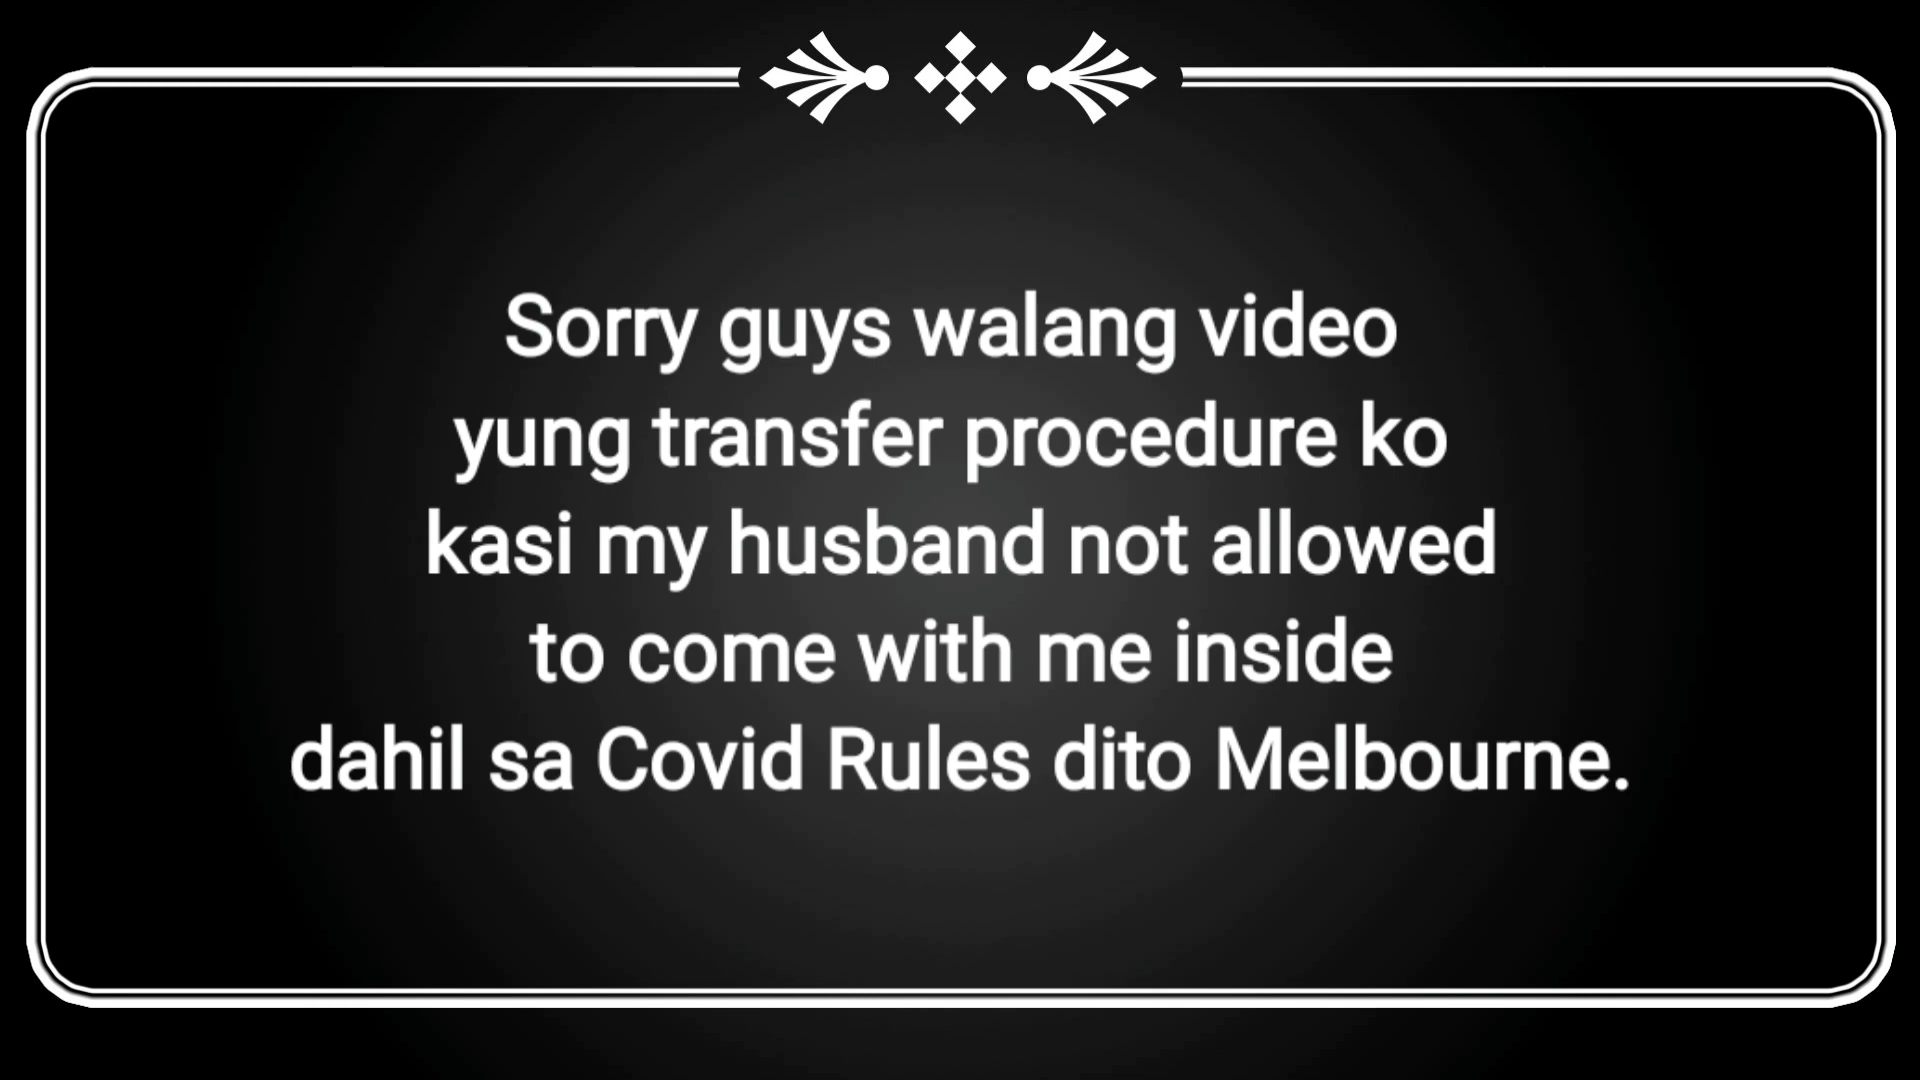 Sorry guys walang video
yung transfer procedure ko
kasi my husband not allowed
to come with me inside
dahil sa Covid Rules dito Melbourne.